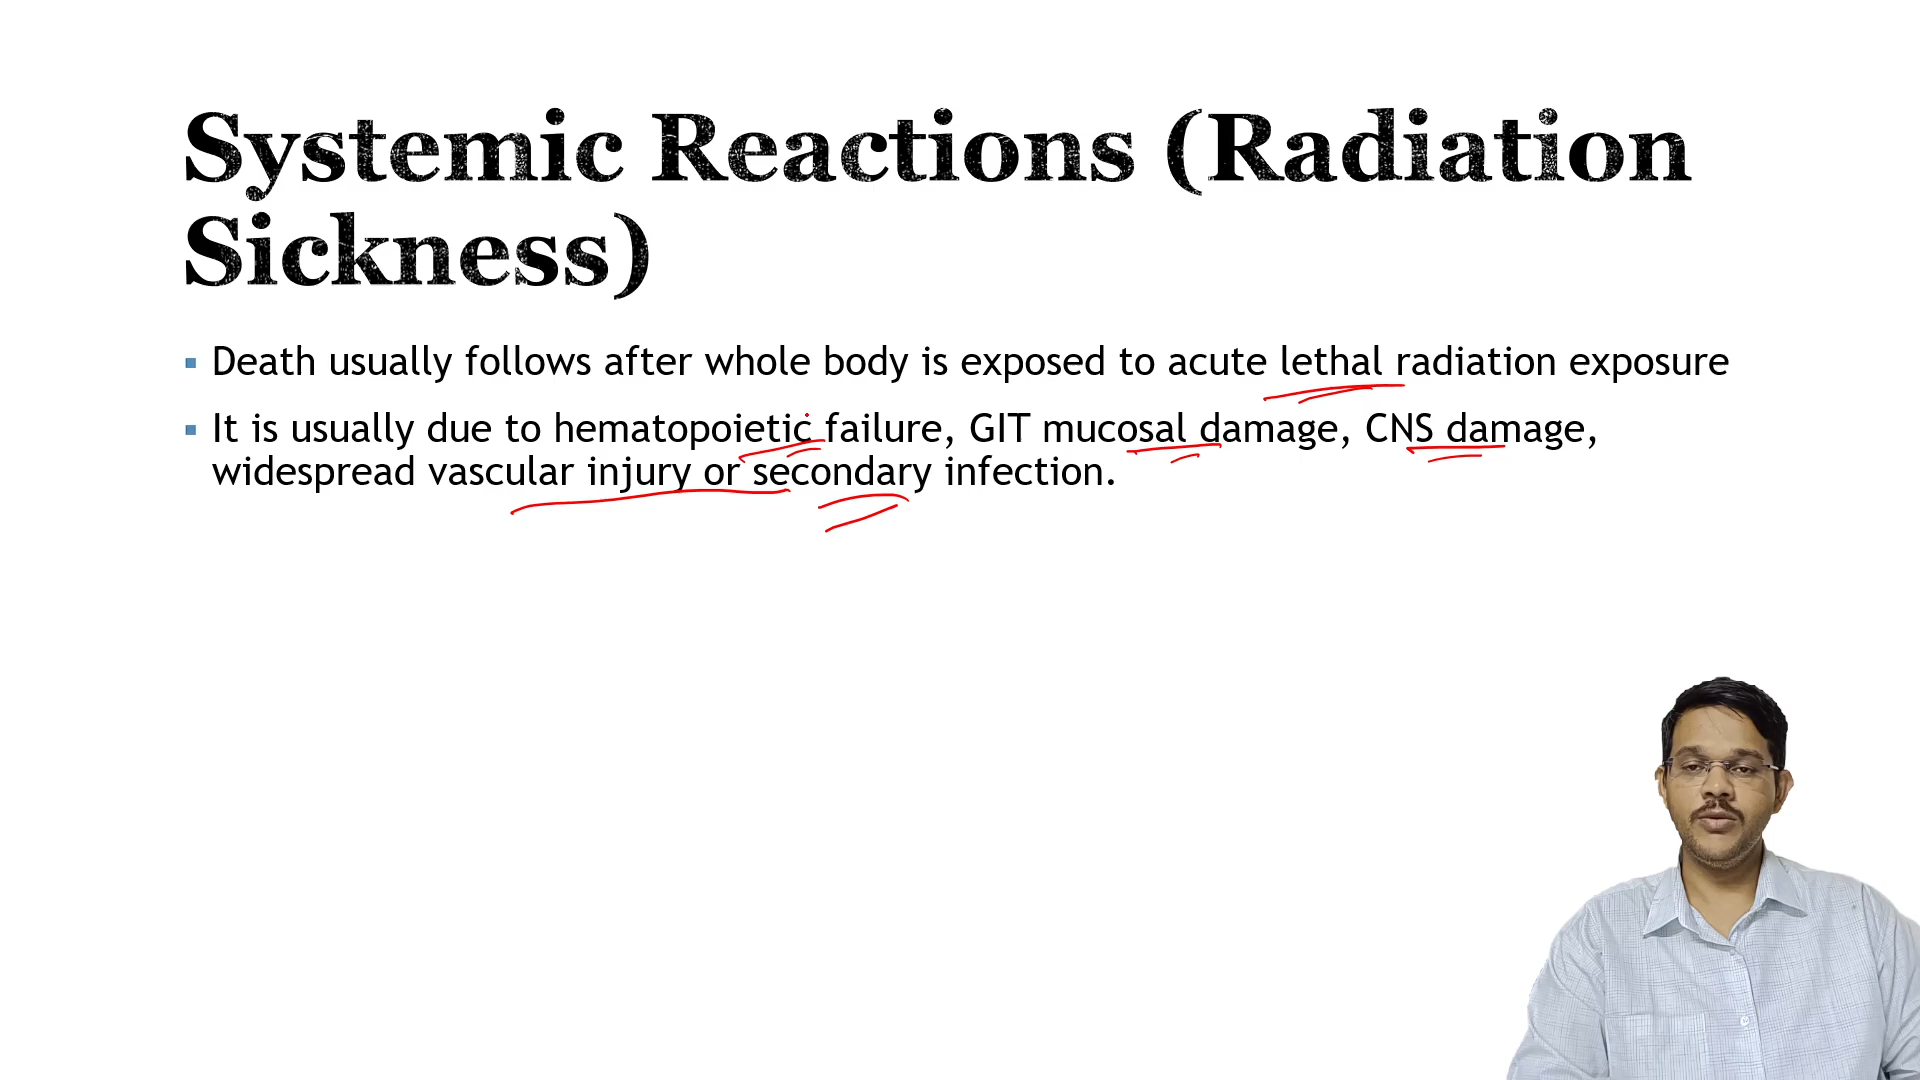 Systemic Reactions (Radiation
Sickness)
▪ Death usually follows after whole body is exposed to acute lethal radiation exposure
▪ It is usually due to hematopoietic failure, GIT mucosal damage, CNS damage,
widespread vascular injury or secondary infection.